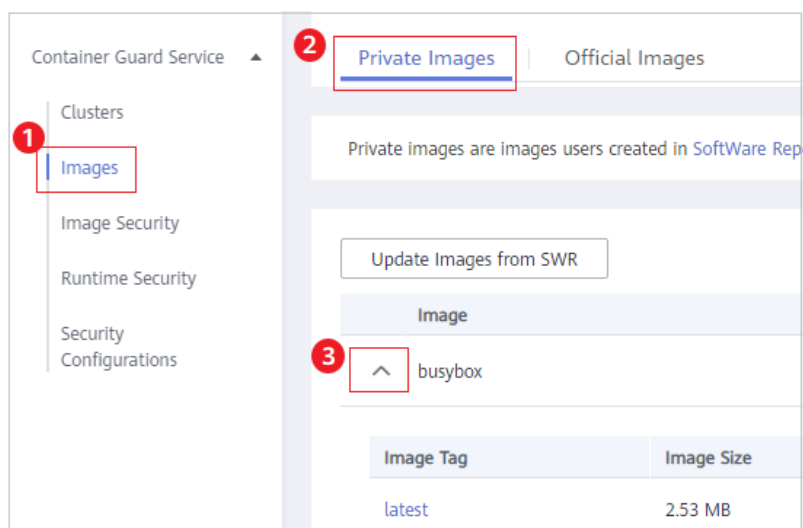 Container Guard Service
Clusters
1
Images
Image Security
Runtime Security
Security
Configurations
2
Private Images
Official Images
Private images are images users created in SoftWare Rep
Update Images from SWR
Image
3
busybox
Image Tag Image Size
latest 2.53 MB